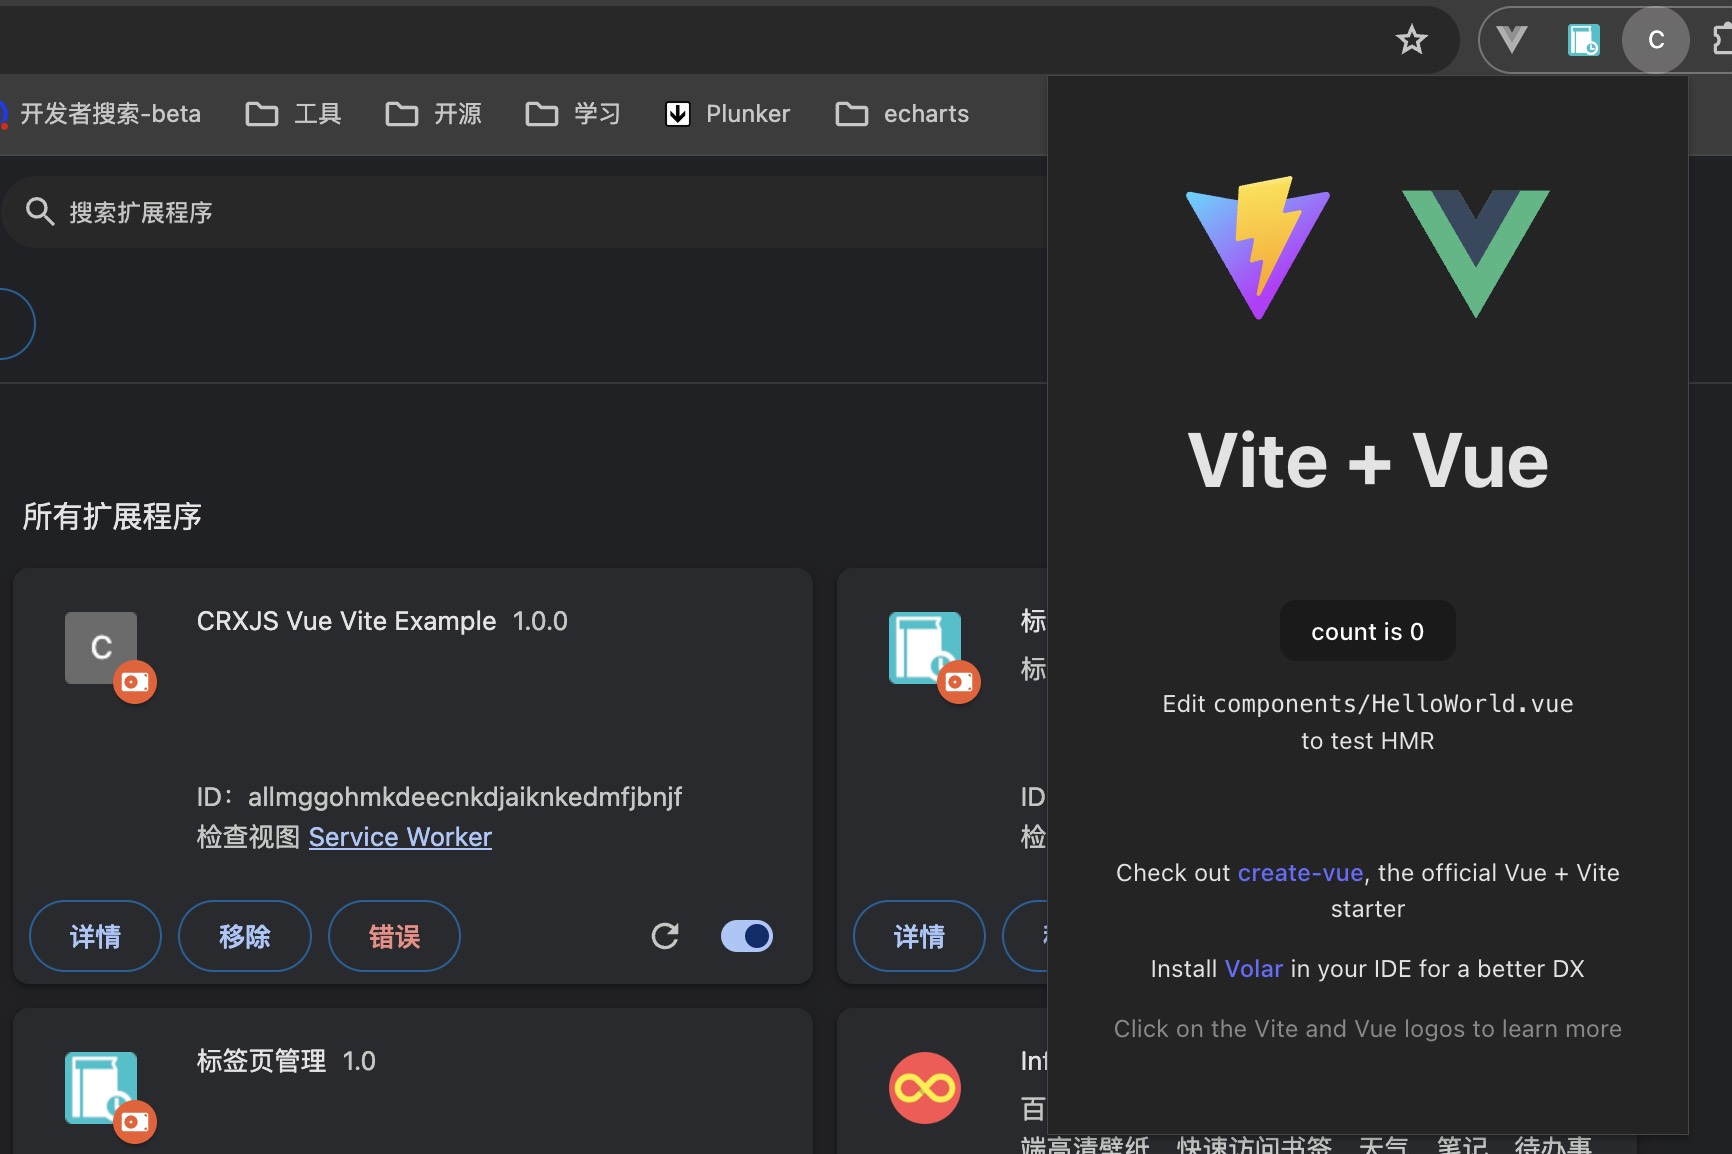 C
开发者搜索-beta
工具
开源
学习
Plunker
echarts
搜索扩展程序
所有扩展程序
C
CRXJS Vue Vite Example 1.0.0
ID：allmggohmkdeecnkdjaiknkedmfjbnjf
检查视图 Service Worker
详情
移除
错误
标
标
ID
检
详情
标签页管理 1.0
Inf
百
端高清壁纸、快速访问书签、天气、笔记、待办事
Vite + Vue
count is 0
Edit components/HelloWorld.vue
to test HMR
Check out create-vue, the official Vue + Vite
starter
Install Volar in your IDE for a better DX
Click on the Vite and Vue logos to learn more